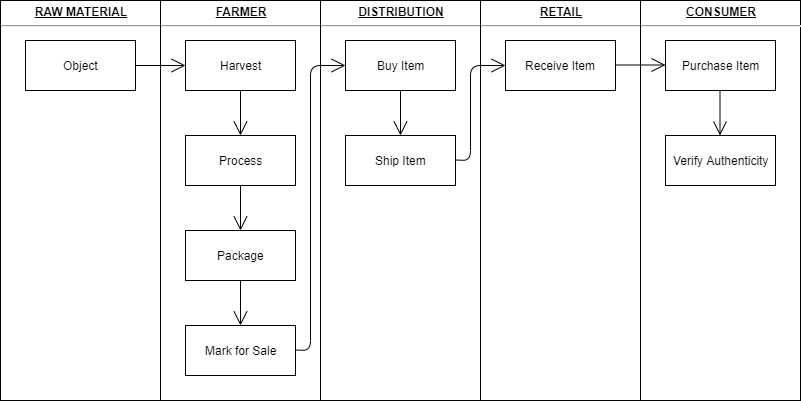 RAW MATERIAL
FARMER
DISTRIBUTION
RETAIL
CONSUMER
Object
Harvest
Buy Item
Receive Item
Purchase Item
Process
Ship Item
Verify Authenticity
Package
Mark for Sale